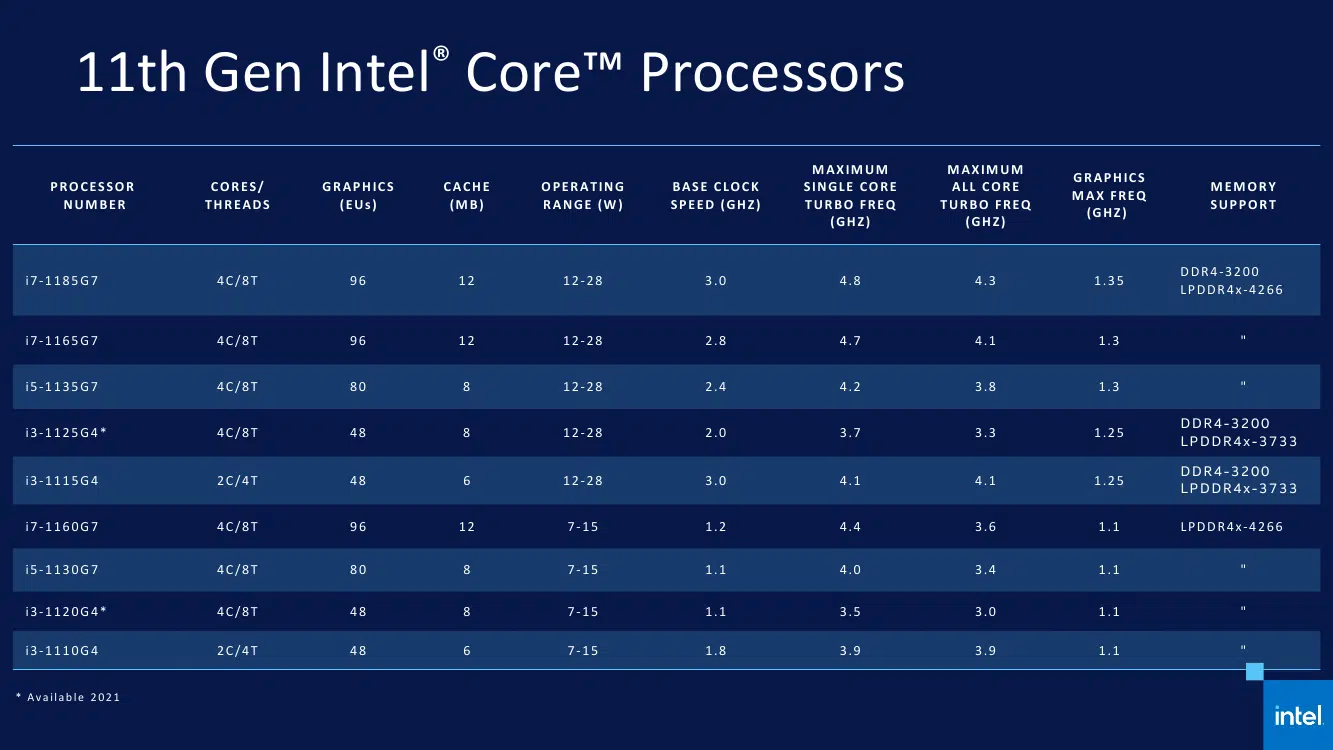 11th Gen Intel® Core™ Processors
PROCESSOR NUMBER CORES/ THREADS GRAPHICS (EUs) CACHE (MB) OPERATING RANGE (W) BASE CLOCK SPEED (GHZ) MAXIMUM SINGLE CORE TURBO FREQ (GHZ) MAXIMUM ALL CORE TURBO FREQ (GHZ) GRAPHICS MAX FREQ (GHZ) MEMORY SUPPORT
i7-1185G7 4C/8T 96 12 12-28 3.0 4.8 4.3 1.35 DDR4-3200 LPDDR4x-4266
i7-1165G7 4C/8T 96 12 12-28 2.8 4.7 4.1 1.3 "
i5-1135G7 4C/8T 80 8 12-28 2.4 4.2 3.8 1.3 "
i3-1125G4* 4C/8T 48 8 12-28 2.0 3.7 3.3 1.25 DDR4-3200 LPDDR4x-3733
i3-1115G4 2C/4T 48 6 12-28 3.0 4.1 4.1 1.25 DDR4-3200 LPDDR4x-3733
i7-1160G7 4C/8T 96 12 7-15 1.2 4.4 3.6 1.1 LPDDR4x-4266
i5-1130G7 4C/8T 80 8 7-15 1.1 4.0 3.4 1.1 "
i3-1120G4* 4C/8T 48 8 7-15 1.1 3.5 3.0 1.1 "
i3-1110G4 2C/4T 48 6 7-15 1.8 3.9 3.9 1.1 "
* Available 2021
intel